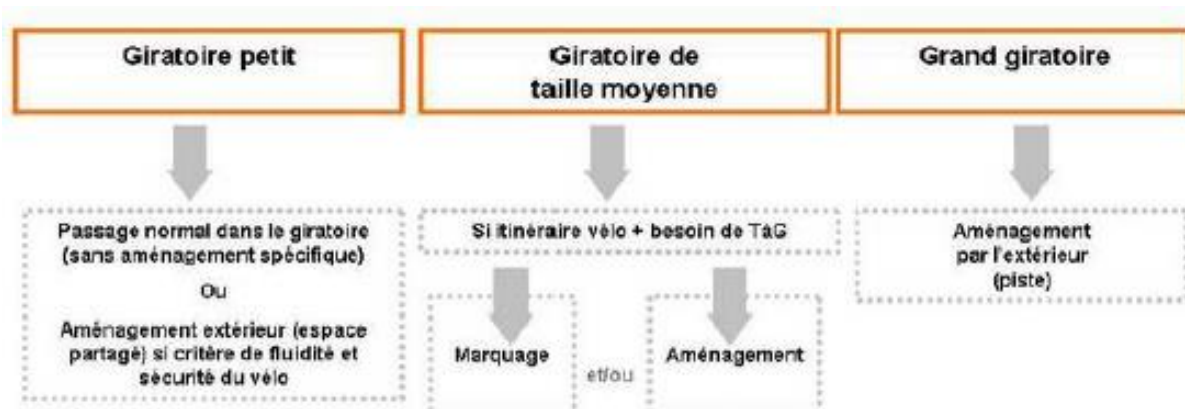 Giratoire petit
Giratoire de
taille moyenne
Grand giratoire
Passage normal dans le giratoire
(sans aménagement spécifique)
Ou
Aménagement extérieur (espace
partagé) si critère de fluidité et
sécurité du vélo
Si itinéraire vélo + besoin de TàG
Marquage
et/ou
Aménagement
Aménagement
par l'extérieur
(piste)